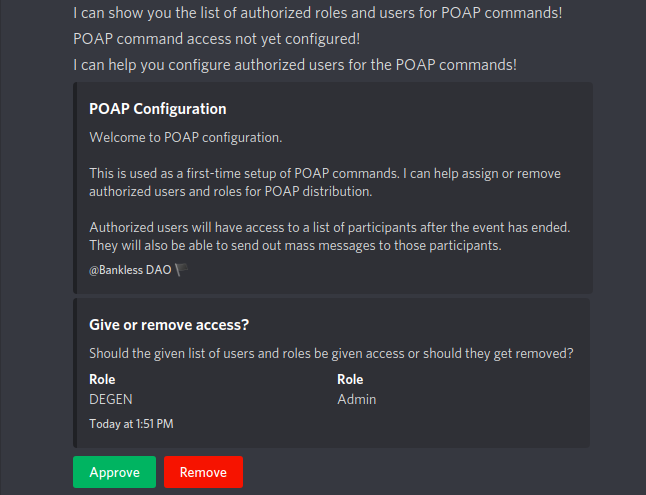 I can show you the list of authorized roles and users for POAP commands!
POAP command access not yet configured!
I can help you configure authorized users for the POAP commands!
POAP Configuration
Welcome to POAP configuration.
This is used as a first-time setup of POAP commands. I can help assign or remove
authorized users and roles for POAP distribution.
Authorized users will have access to a list of participants after the event has ended.
They will also be able to send out mass messages to those participants.
@Bankless DAO 🏴
Give or remove access?
Should the given list of users and roles be given access or should they get removed?
Role Role
DEGEN Admin
Today at 1:51 PM
Approve Remove